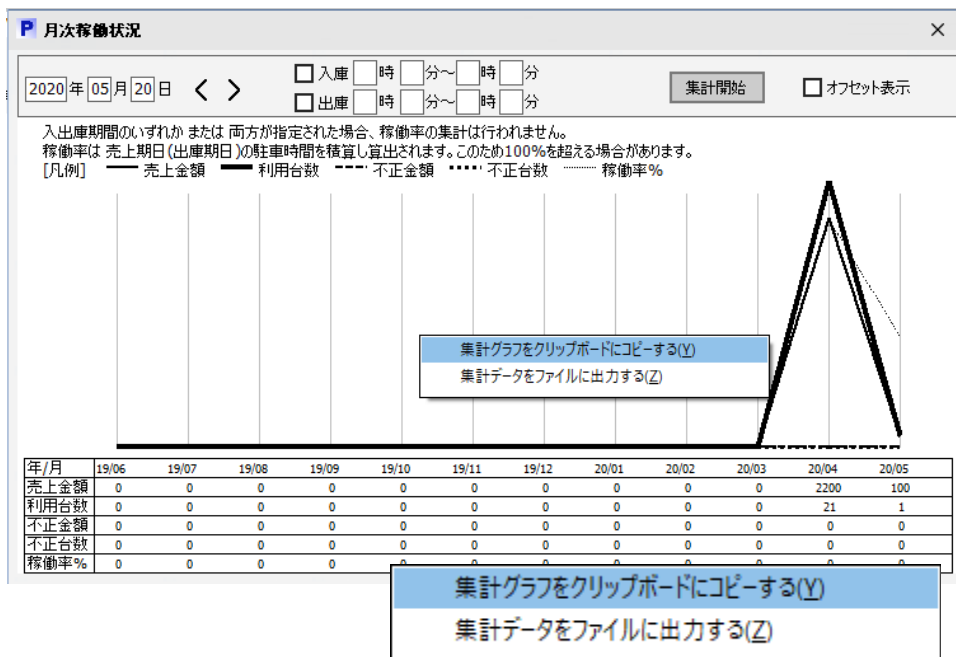 P 月次稼働状況
2020 年 05 月 20 日 < > 入庫 時 分～ 時 分 集計開始 オフセット表示
出庫 時 分～ 時 分
入出庫期間のいずれか または 両方が指定された場合、稼働率の集計は行われません。
稼働率は 売上期日(出庫期日)の駐車時間を積算し算出されます。このため100%を超える場合があります。
[凡例] 売上金額 利用台数 不正金額 不正台数 稼働率%
集計グラフをクリップボードにコピーする(Y)
集計データをファイルに出力する(Z)
年/月 19/06 19/07 19/08 19/09 19/10 19/11 19/12 20/01 20/02 20/03 20/04 20/05
売上金額 0 0 0 0 0 0 0 0 0 0 2200 100
利用台数 0 0 0 0 0 0 0 0 0 0 21 1
不正金額 0 0 0 0 0 0 0 0 0 0 0 0
不正台数 0 0 0 0 0 0 0 0 0 0 0 0
稼働率% 0 0 0 0
集計グラフをクリップボードにコピーする(Y)
集計データをファイルに出力する(Z)